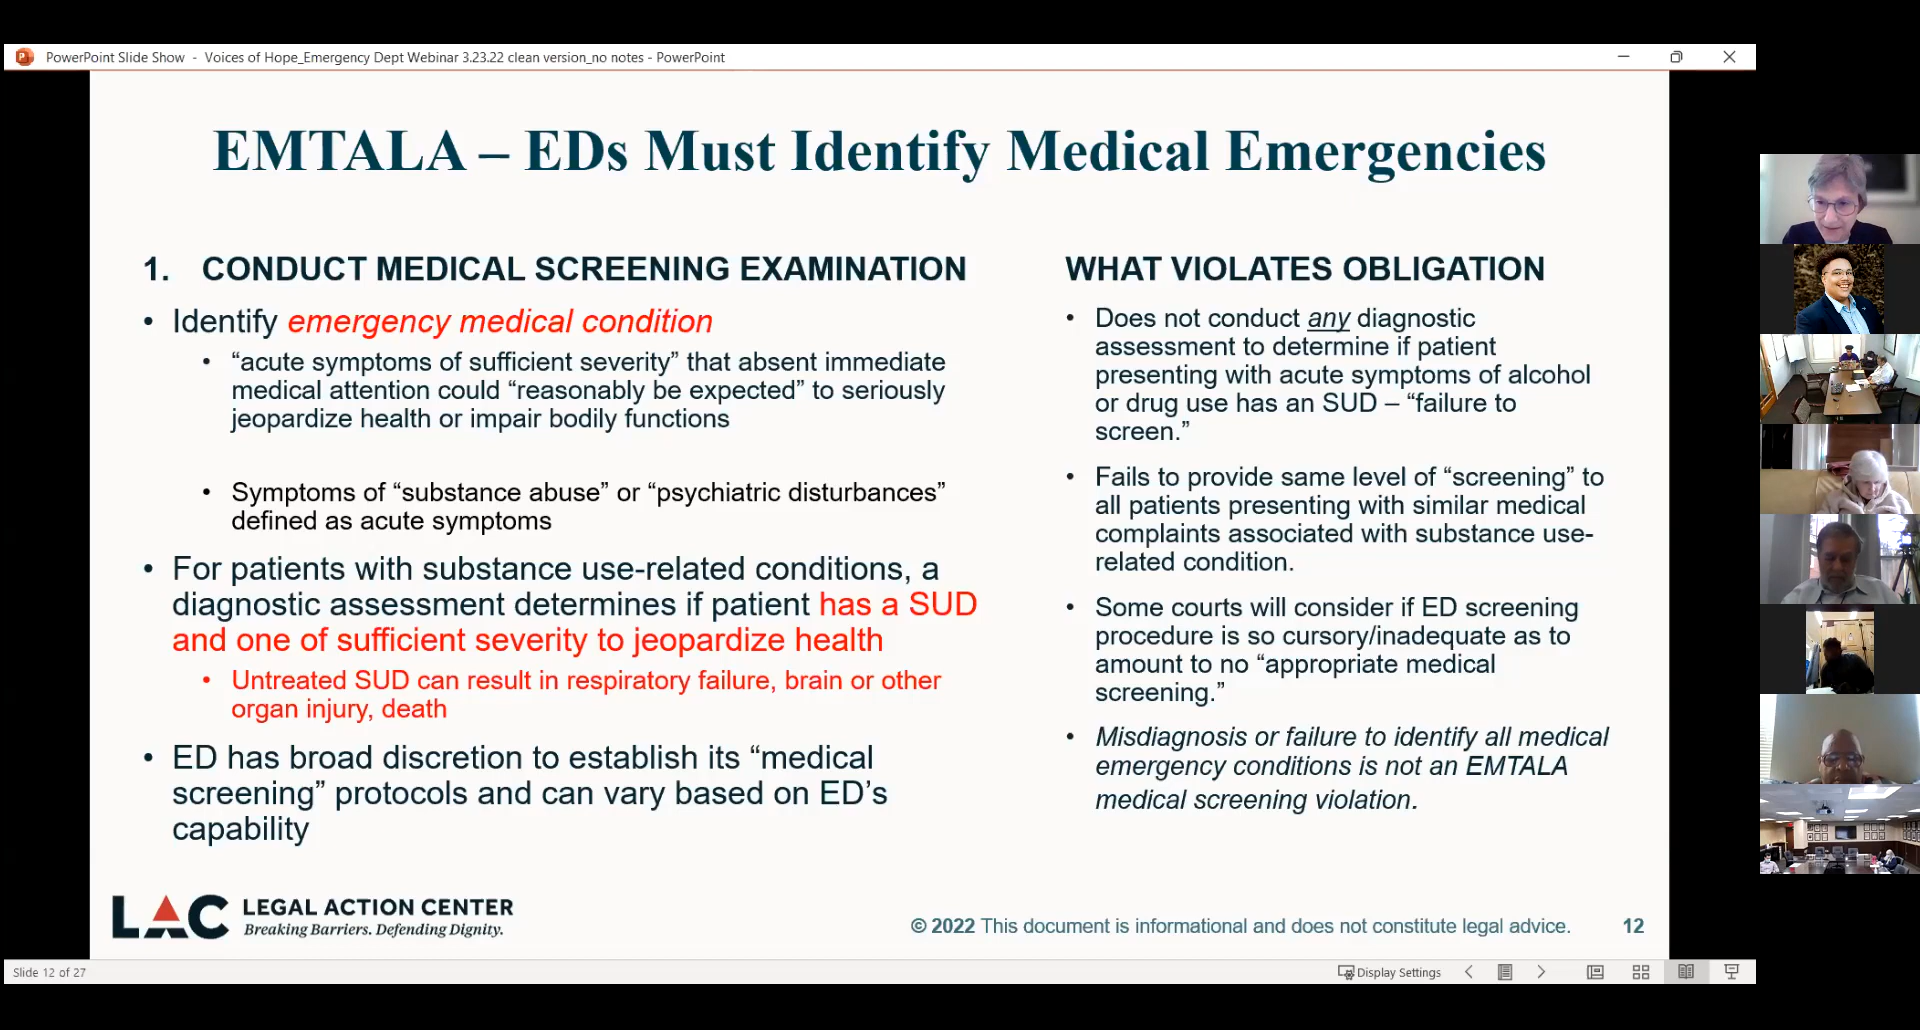 PowerPoint Slide Show - Voices of Hope_Emergency Dept Webinar 3.23.22 clean version_no notes - PowerPoint
EMTALA – EDs Must Identify Medical Emergencies
1. CONDUCT MEDICAL SCREENING EXAMINATION
• Identify emergency medical condition
• “acute symptoms of sufficient severity” that absent immediate
medical attention could “reasonably be expected” to seriously
jeopardize health or impair bodily functions
• Symptoms of “substance abuse” or “psychiatric disturbances”
defined as acute symptoms
• For patients with substance use-related conditions, a
diagnostic assessment determines if patient has a SUD
and one of sufficient severity to jeopardize health
• Untreated SUD can result in respiratory failure, brain or other
organ injury, death
• ED has broad discretion to establish its “medical
screening” protocols and can vary based on ED’s
capability
WHAT VIOLATES OBLIGATION
• Does not conduct any diagnostic
assessment to determine if patient
presenting with acute symptoms of alcohol
or drug use has an SUD – “failure to
screen.”
• Fails to provide same level of “screening” to
all patients presenting with similar medical
complaints associated with substance use-
related condition.
• Some courts will consider if ED screening
procedure is so cursory/inadequate as to
amount to no “appropriate medical
screening.”
• Misdiagnosis or failure to identify all medical
emergency conditions is not an EMTALA
medical screening violation.
LAC LEGAL ACTION CENTER
Breaking Barriers. Defending Dignity.
© 2022 This document is informational and does not constitute legal advice. 12
Slide 12 of 27
Display Settings